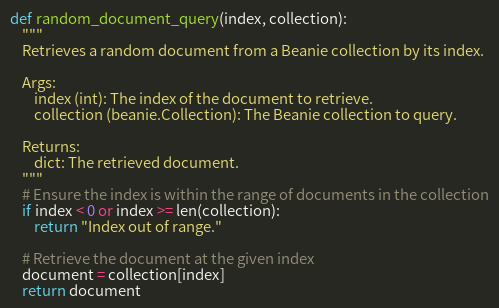 def random_document_query(index, collection):
    """
    Retrieves a random document from a Beanie collection by its index.

    Args:
        index (int): The index of the document to retrieve.
        collection (beanie.Collection): The Beanie collection to query.

    Returns:
        dict: The retrieved document.
    """
    # Ensure the index is within the range of documents in the collection
    if index < 0 or index >= len(collection):
        return "Index out of range."

    # Retrieve the document at the given index
    document = collection[index]
    return document